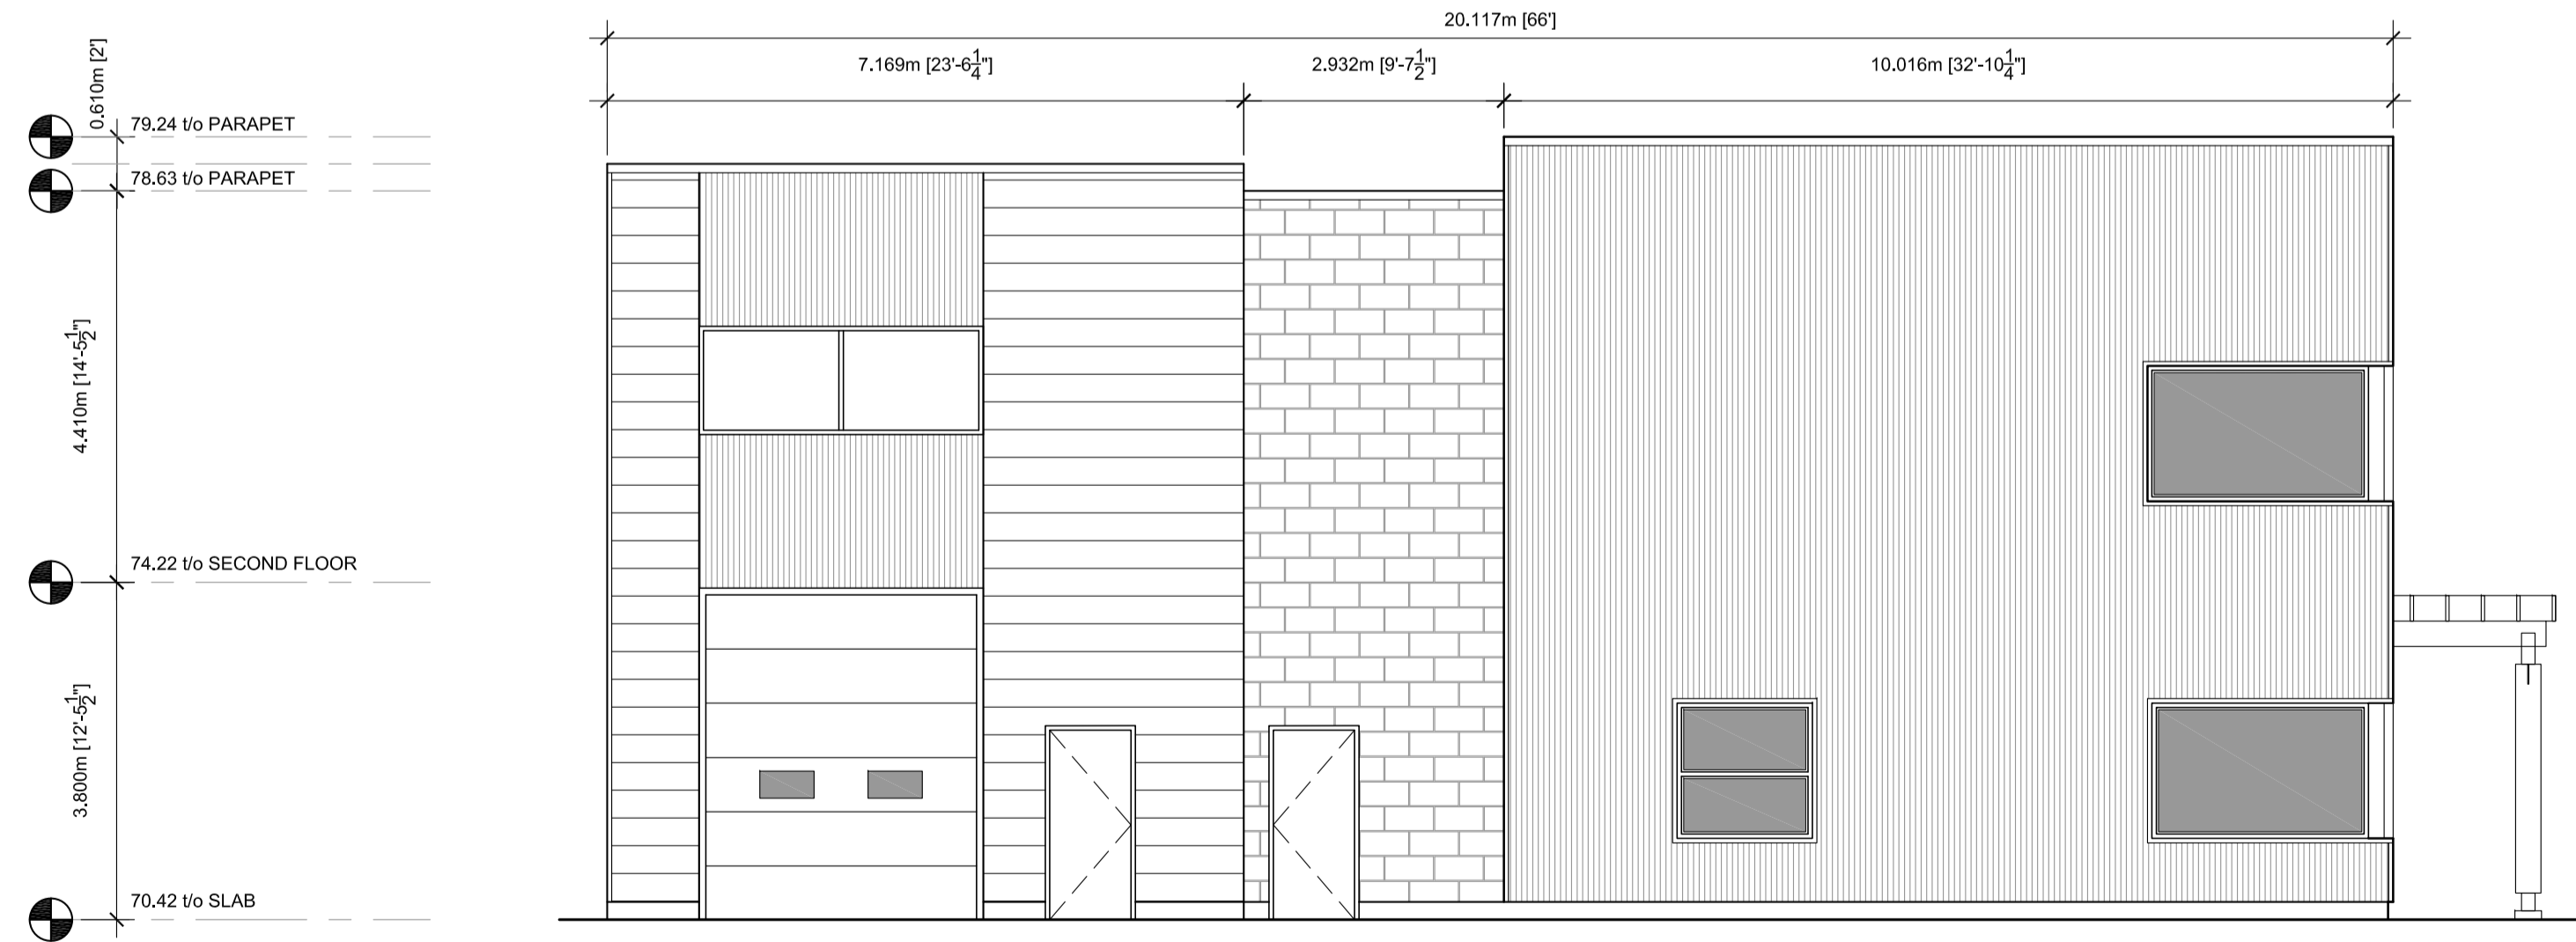 20.117m [66']
7.169m [23'-6 1/4"]
2.932m [9'-7 1/2"]
10.016m [32'-10 1/4"]
0.610m [2']
79.24 t/o PARAPET
78.63 t/o PARAPET
4.410m [14'-5 1/2"]
74.22 t/o SECOND FLOOR
3.800m [12'-5 1/2"]
70.42 t/o SLAB